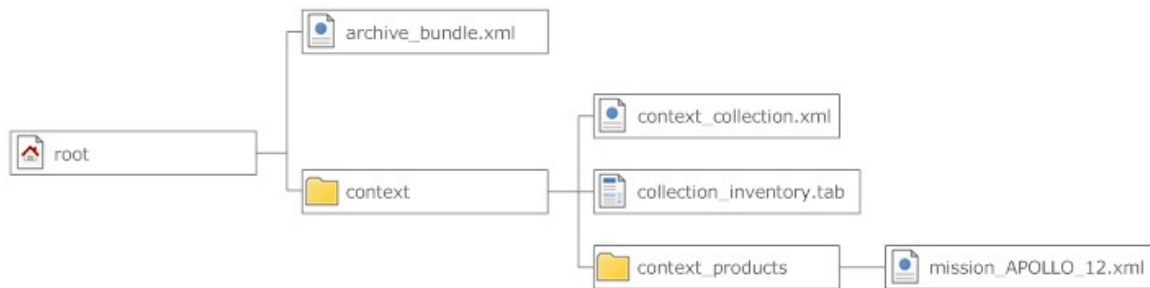 archive_bundle.xml
root
context
context_collection.xml
collection_inventory.tab
context_products
mission_APOLLO_12.xml